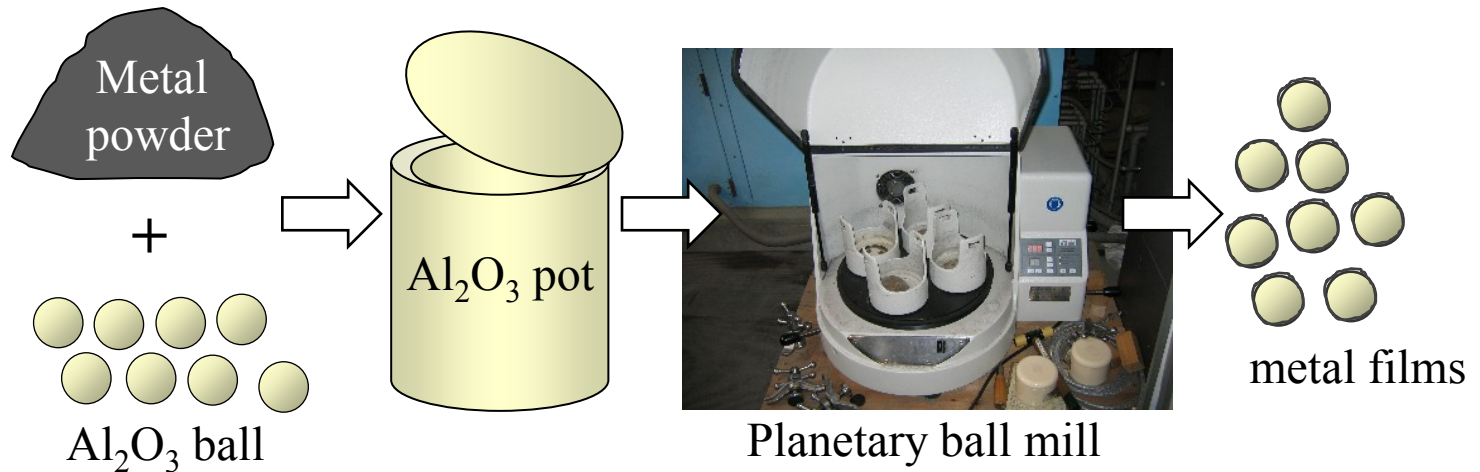 Metal
powder
+
Al₂O₃ ball
Al₂O₃ pot
Planetary ball mill
metal films